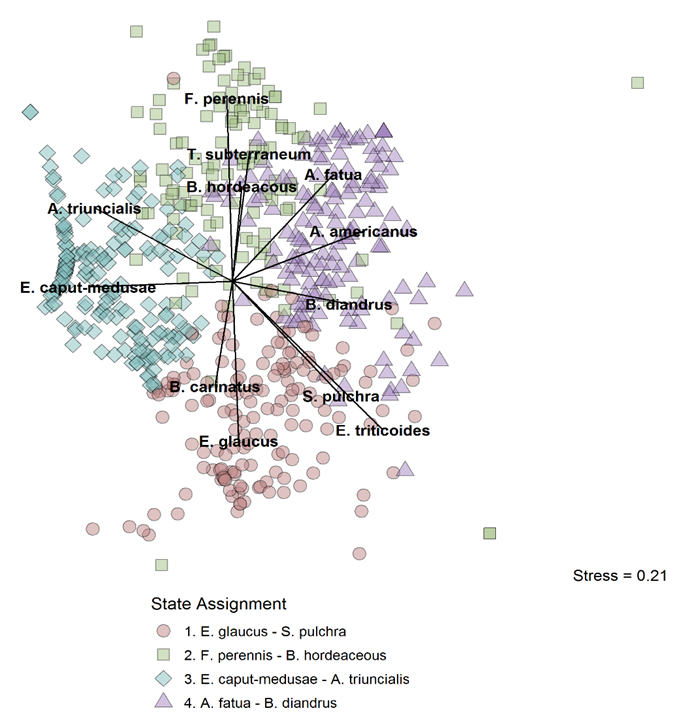 F. perennis
T. subterraneum
A. fatua
B. hordeacous
A. triuncialis
A. americanus
E. caput-medusae
B. diandrus
B. carinatus
S. pulchra
E. triticoides
E. glaucus
Stress = 0.21
State Assignment
1. E. glaucus - S. pulchra
2. F. perennis - B. hordeaceous
3. E. caput-medusae - A. triuncialis
4. A. fatua - B. diandrus